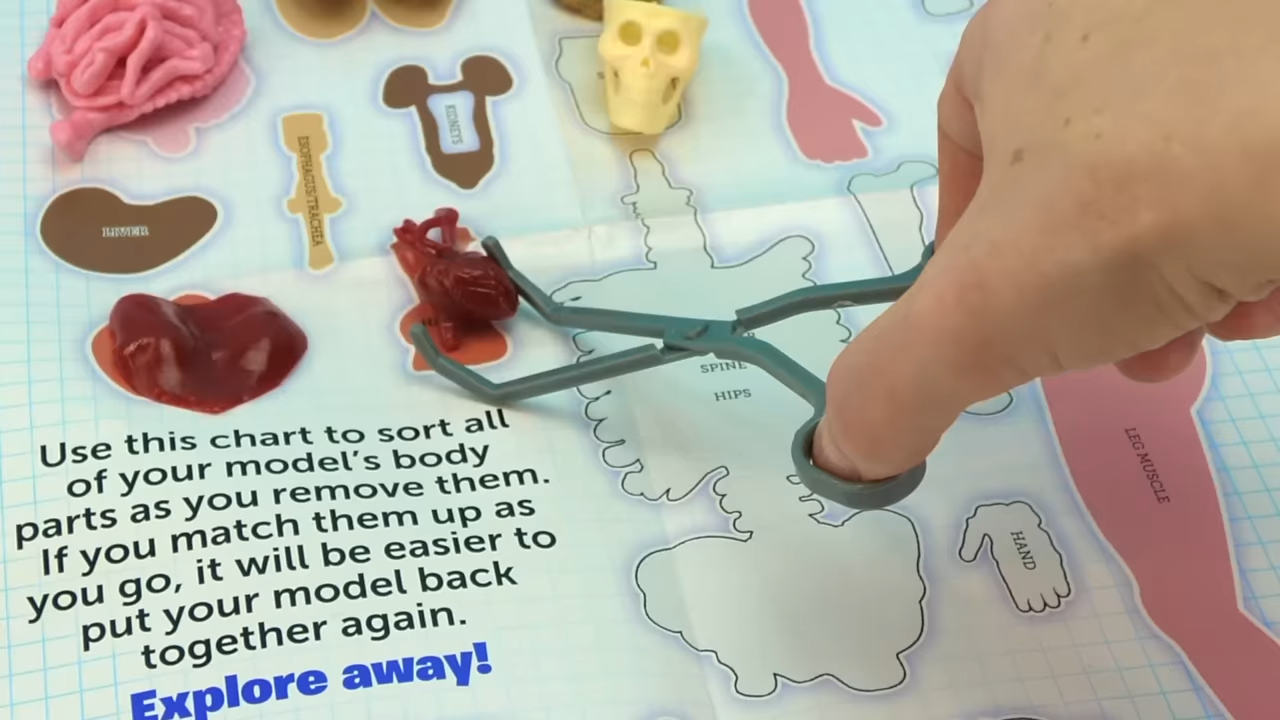 KIDNEYS
ESOPHAGUS/TRACHEA
LIVER
SPINE
HIPS
LEG MUSCLE
HAND
Use this chart to sort all
of your model's body
parts as you remove them.
If you match them up as
you go, it will be easier to
put your model back
together again.
Explore away!